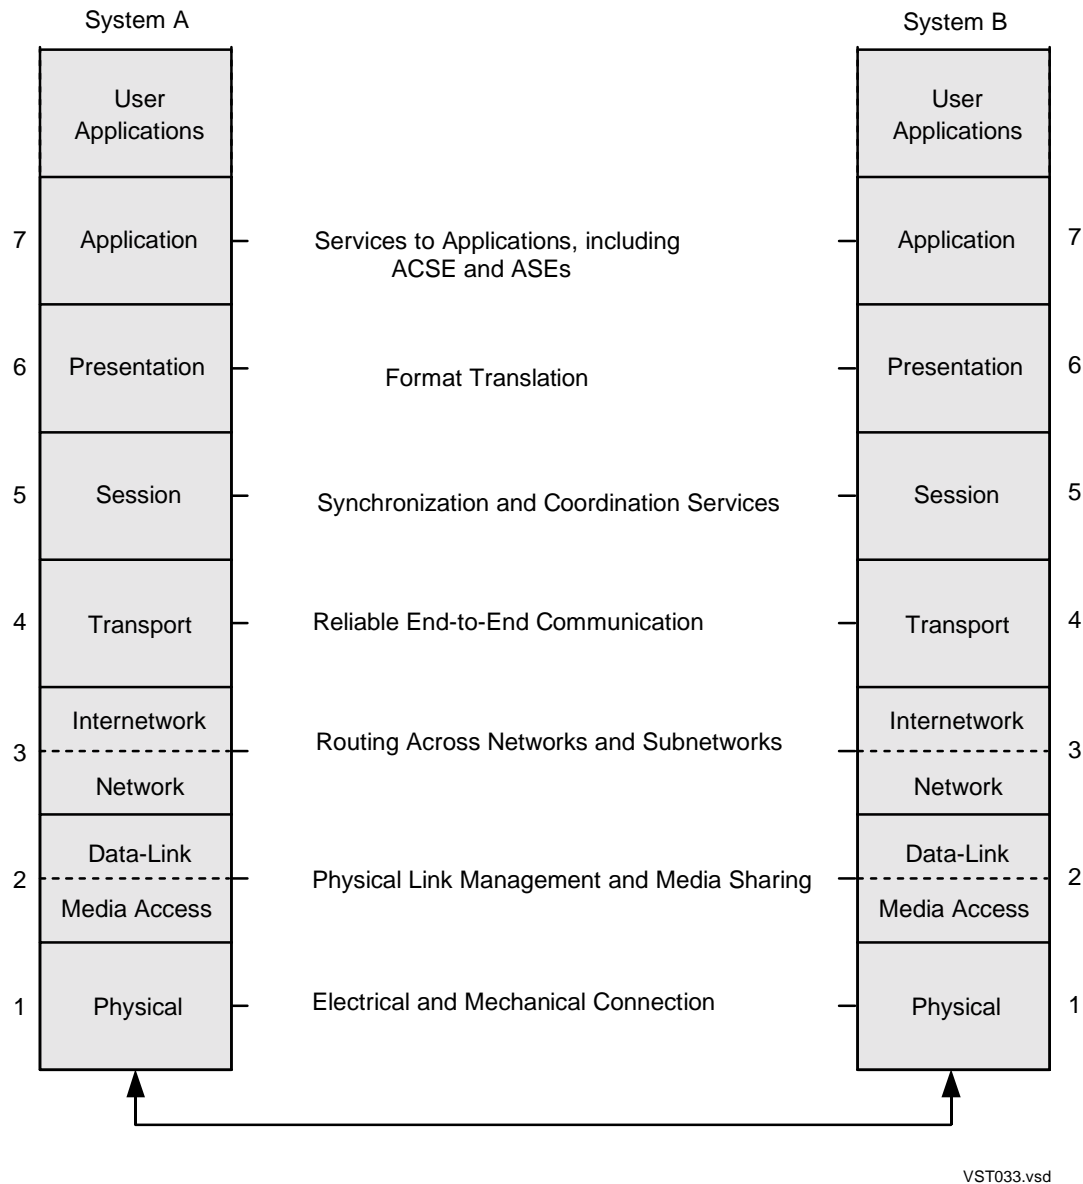 System A
System B
User
Applications
User
Applications
7
Application
Services to Applications, including
ACSE and ASEs
Application
7
6
Presentation
Format Translation
Presentation
6
5
Session
Synchronization and Coordination Services
Session
5
4
Transport
Reliable End-to-End Communication
Transport
4
Internetwork
3
Network
Routing Across Networks and Subnetworks
Internetwork
3
Network
Data-Link
2
Media Access
Physical Link Management and Media Sharing
Data-Link
2
Media Access
1
Physical
Electrical and Mechanical Connection
Physical
1
VST033.vsd